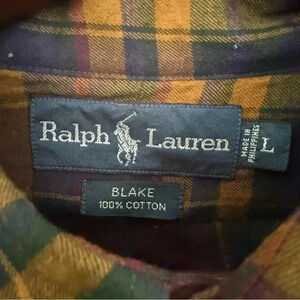 Ralph Lauren
MADE IN
PHILIPPINES
L
BLAKE
100% COTTON